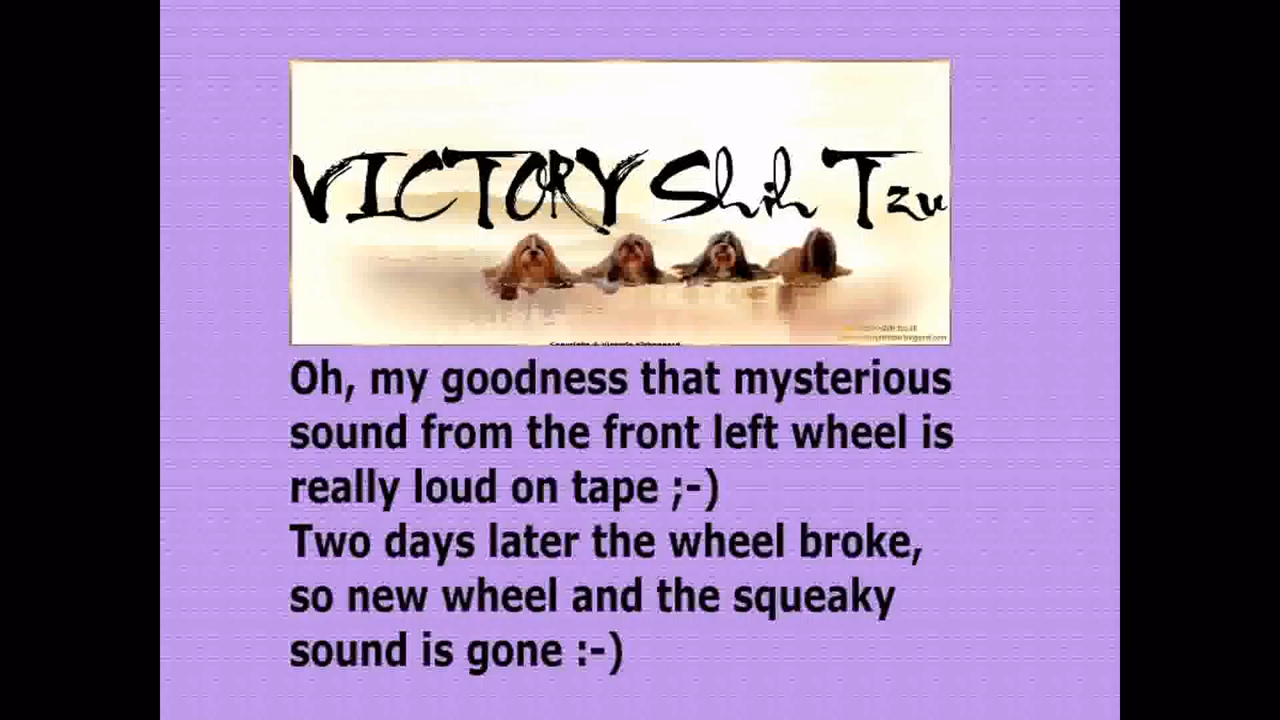 VICTORY Shih Tzu
Oh, my goodness that mysterious
sound from the front left wheel is
really loud on tape ;-)
Two days later the wheel broke,
so new wheel and the squeaky
sound is gone :-)